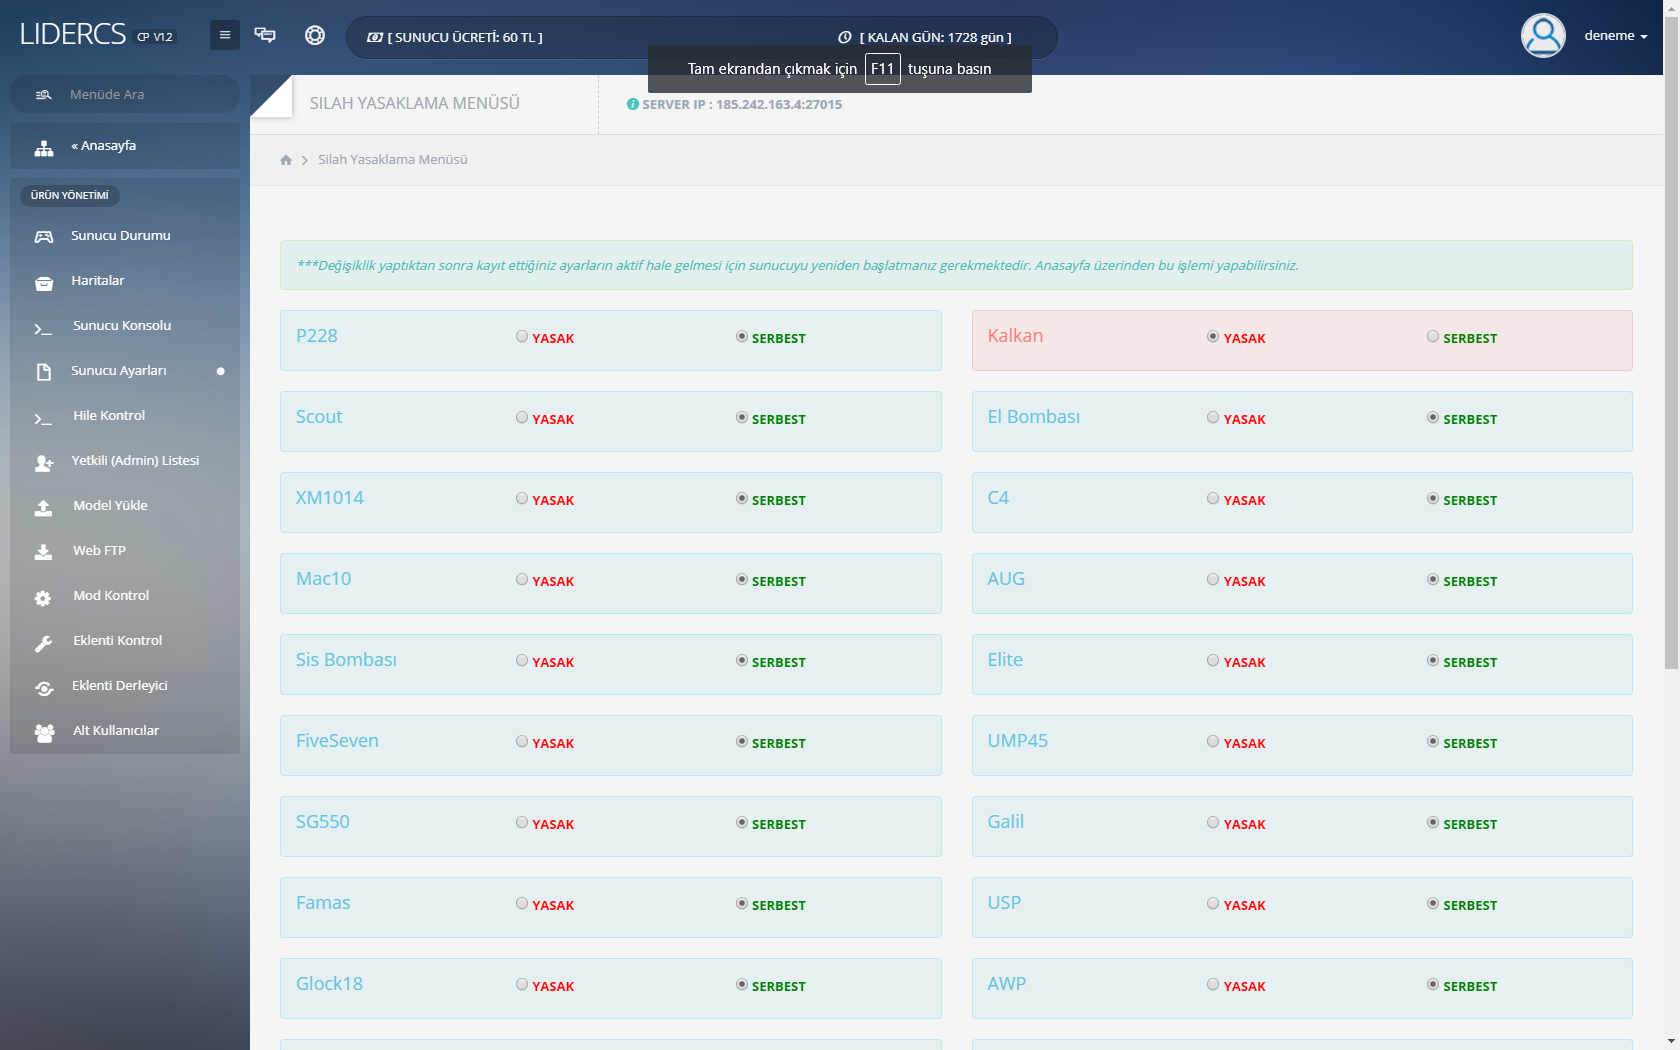 LIDERCS CP V1.2
[ SUNUCU ÜCRETİ: 60 TL ]
[ KALAN GÜN: 1728 gün ]
deneme
Tam ekrandan çıkmak için F11 tuşuna basın
Menüde Ara
« Anasayfa
ÜRÜN YÖNETİMİ
Sunucu Durumu
Haritalar
Sunucu Konsolu
Sunucu Ayarları
Hile Kontrol
Yetkili (Admin) Listesi
Model Yükle
Web FTP
Mod Kontrol
Eklenti Kontrol
Eklenti Derleyici
Alt Kullanıcılar
SILAH YASAKLAMA MENÜSÜ
SERVER IP : 185.242.163.4:27015
Silah Yasaklama Menüsü
***Değişiklik yaptıktan sonra kayıt ettiğiniz ayarların aktif hale gelmesi için sunucuyu yeniden başlatmanız gerekmektedir. Anasayfa üzerinden bu işlemi yapabilirsiniz.
P228 YASAK SERBEST
Kalkan YASAK SERBEST
Scout YASAK SERBEST
El Bombası YASAK SERBEST
XM1014 YASAK SERBEST
C4 YASAK SERBEST
Mac10 YASAK SERBEST
AUG YASAK SERBEST
Sis Bombası YASAK SERBEST
Elite YASAK SERBEST
FiveSeven YASAK SERBEST
UMP45 YASAK SERBEST
SG550 YASAK SERBEST
Galil YASAK SERBEST
Famas YASAK SERBEST
USP YASAK SERBEST
Glock18 YASAK SERBEST
AWP YASAK SERBEST